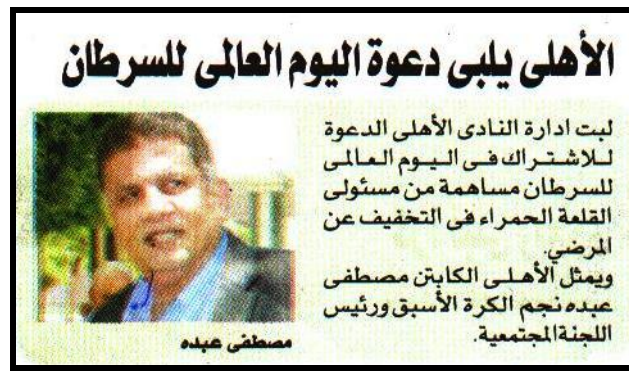 الأهلى يلبى دعوة اليوم العالمى للسرطان
لبت ادارة النادى الأهلى الدعوة
للاشتراك فى اليوم العالمى
للسرطان مساهمة من مسئولى
القلعة الحمراء فى التخفيف عن
المرضي.
ويمثل الأهلى الكابتن مصطفى
عبده نجم الكرة الأسبق ورئيس
اللجنة المجتمعية.
مصطفى عبده